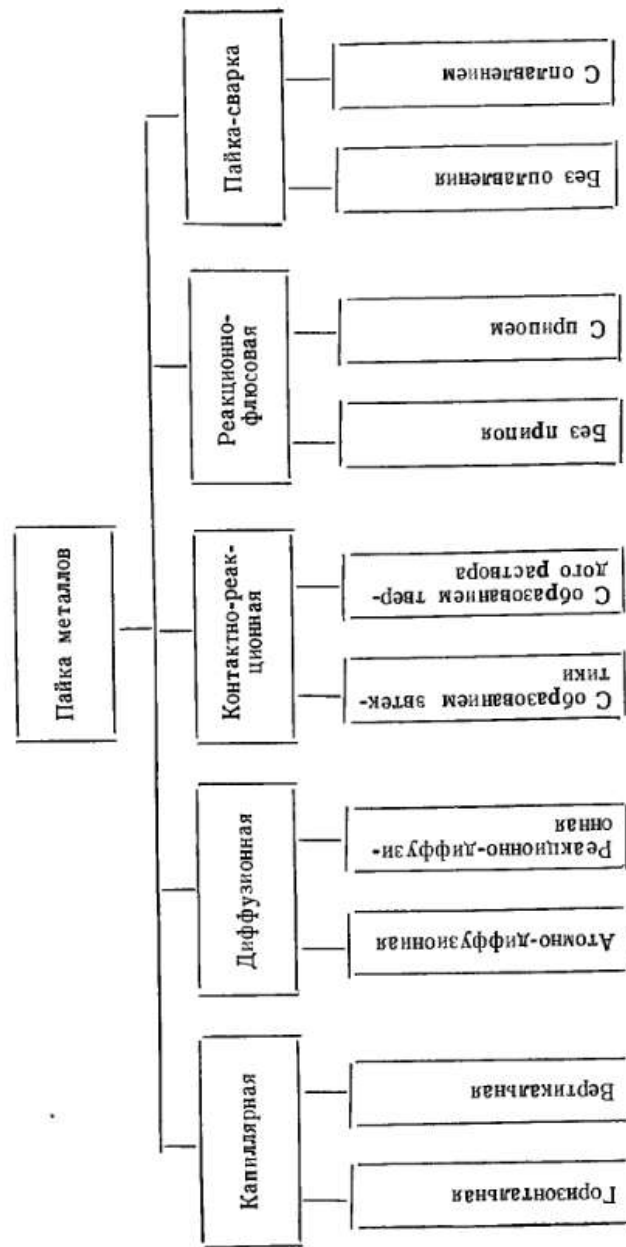 Пайка металлов
Капиллярная
Диффузионная
Контактно-реак-
ционная
Реакционно-
флюсовая
Пайка-сварка
Горизонтальная
Вертикальная
Атомно-диффузионная
Реакционно-диффузи-
онная
С образованием эвтек-
тики
С образованием твер-
дого раствора
Без припоя
С припоем
Без оплавления
С оплавлением